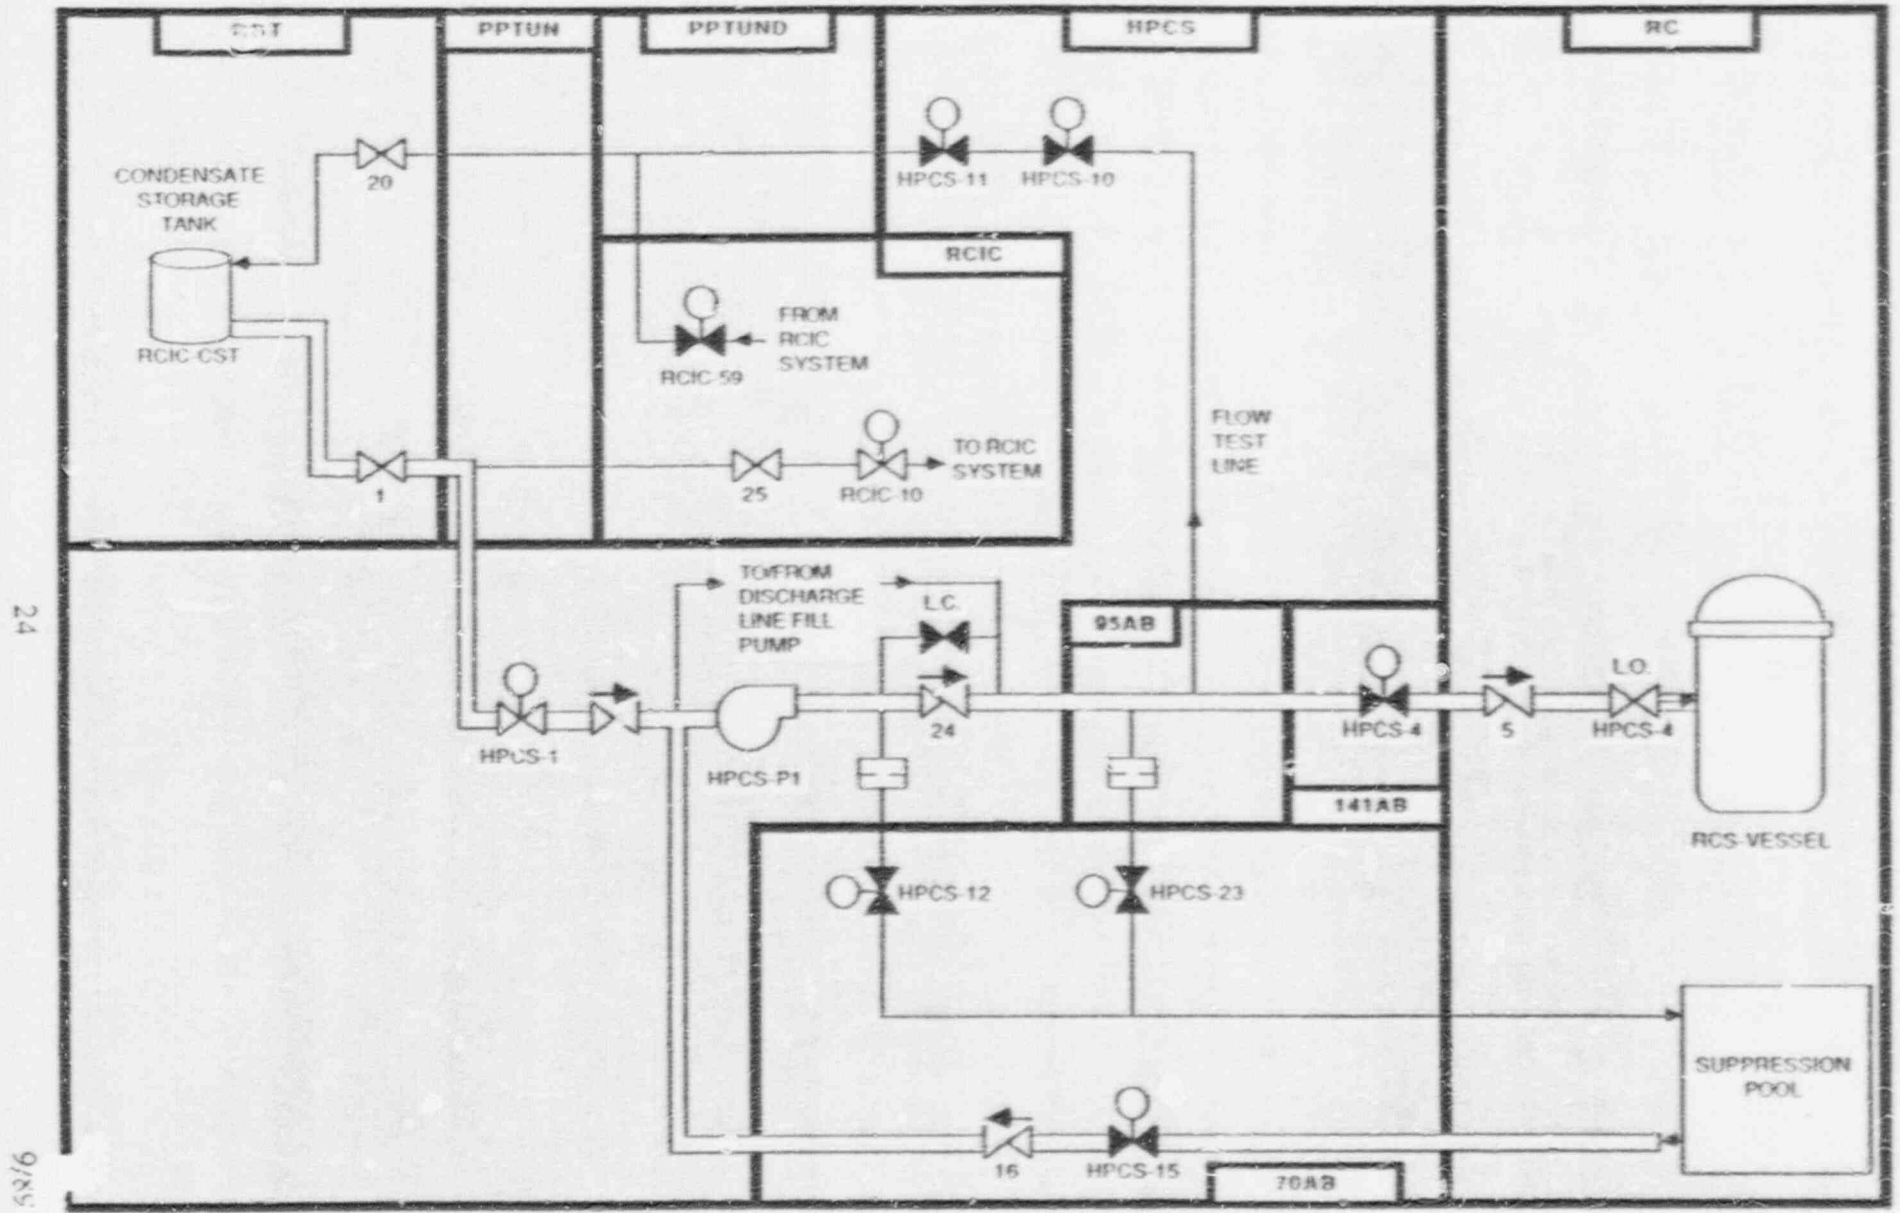 PPTUN
PPTUND
HPCS
RC
CONDENSATE
STORAGE
TANK
20
HPCS-11
HPCS-10
RCIC
RCIC-CST
FROM
RCIC
SYSTEM
RCIC-59
FLOW
TEST
LINE
TO RCIC
SYSTEM
1
25
RCIC-10
TO/FROM
DISCHARGE
LINE FILL
PUMP
L.C.
95AB
24
HPCS-1
HPCS-P1
24
L.O.
HPCS-4
5
HPCS-4
141AB
RCS-VESSEL
HPCS-12
HPCS-23
SUPPRESSION
POOL
16
HPCS-15
70AB